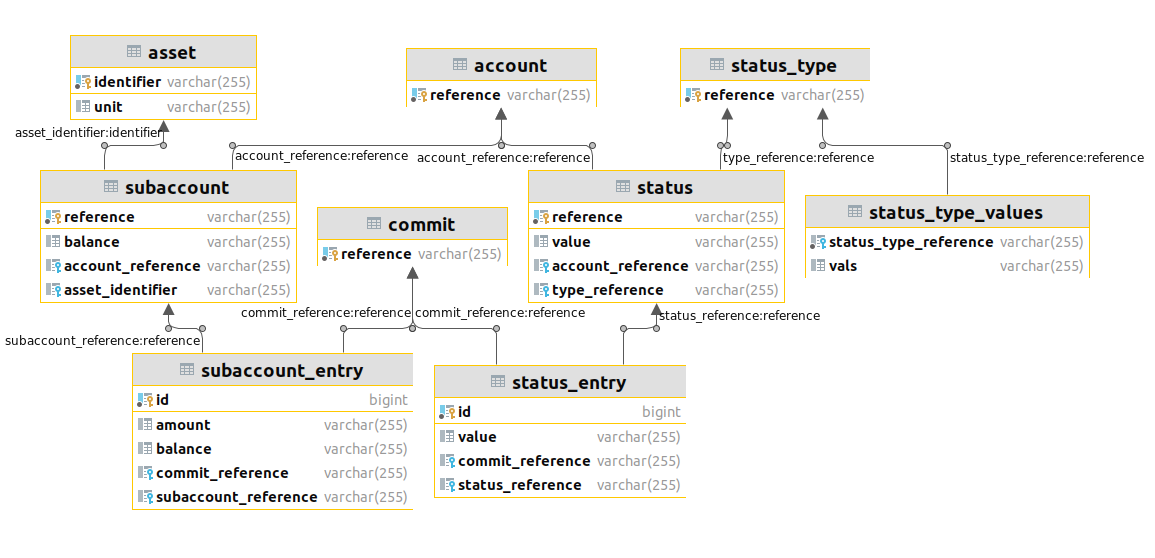 asset
identifier varchar(255)
unit varchar(255)
account
reference varchar(255)
status_type
reference varchar(255)
asset_identifier:identifier
account_reference:reference
account_reference:reference
type_reference:reference
status_type_reference:reference
subaccount
reference varchar(255)
balance varchar(255)
account_reference varchar(255)
asset_identifier varchar(255)
commit
reference varchar(255)
status
reference varchar(255)
value varchar(255)
account_reference varchar(255)
type_reference varchar(255)
status_type_values
status_type_reference varchar(255)
vals varchar(255)
subaccount_reference:reference
commit_reference:reference
commit_reference:reference
status_reference:reference
subaccount_entry
id bigint
amount varchar(255)
balance varchar(255)
commit_reference varchar(255)
subaccount_reference varchar(255)
status_entry
id bigint
value varchar(255)
commit_reference varchar(255)
status_reference varchar(255)